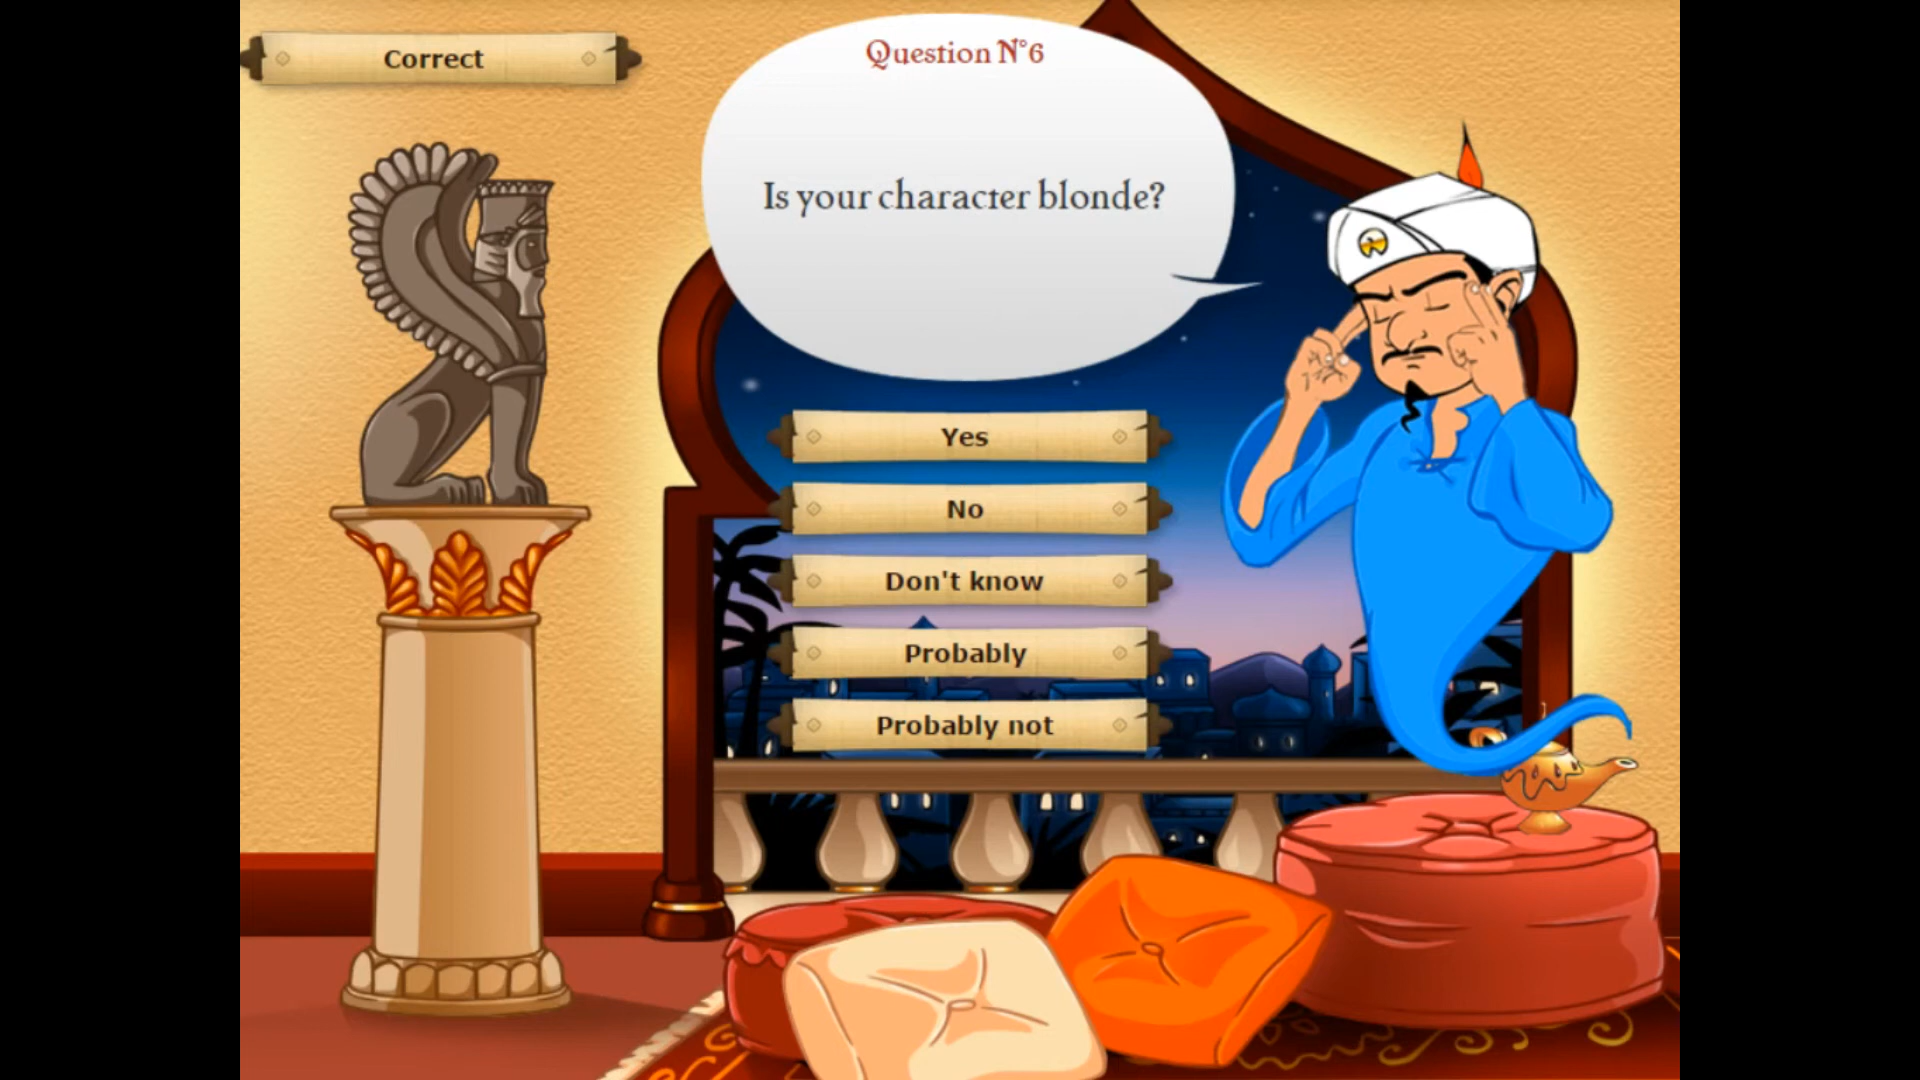 Correct
Question N°6
Is your character blonde?
Yes
No
Don't know
Probably
Probably not